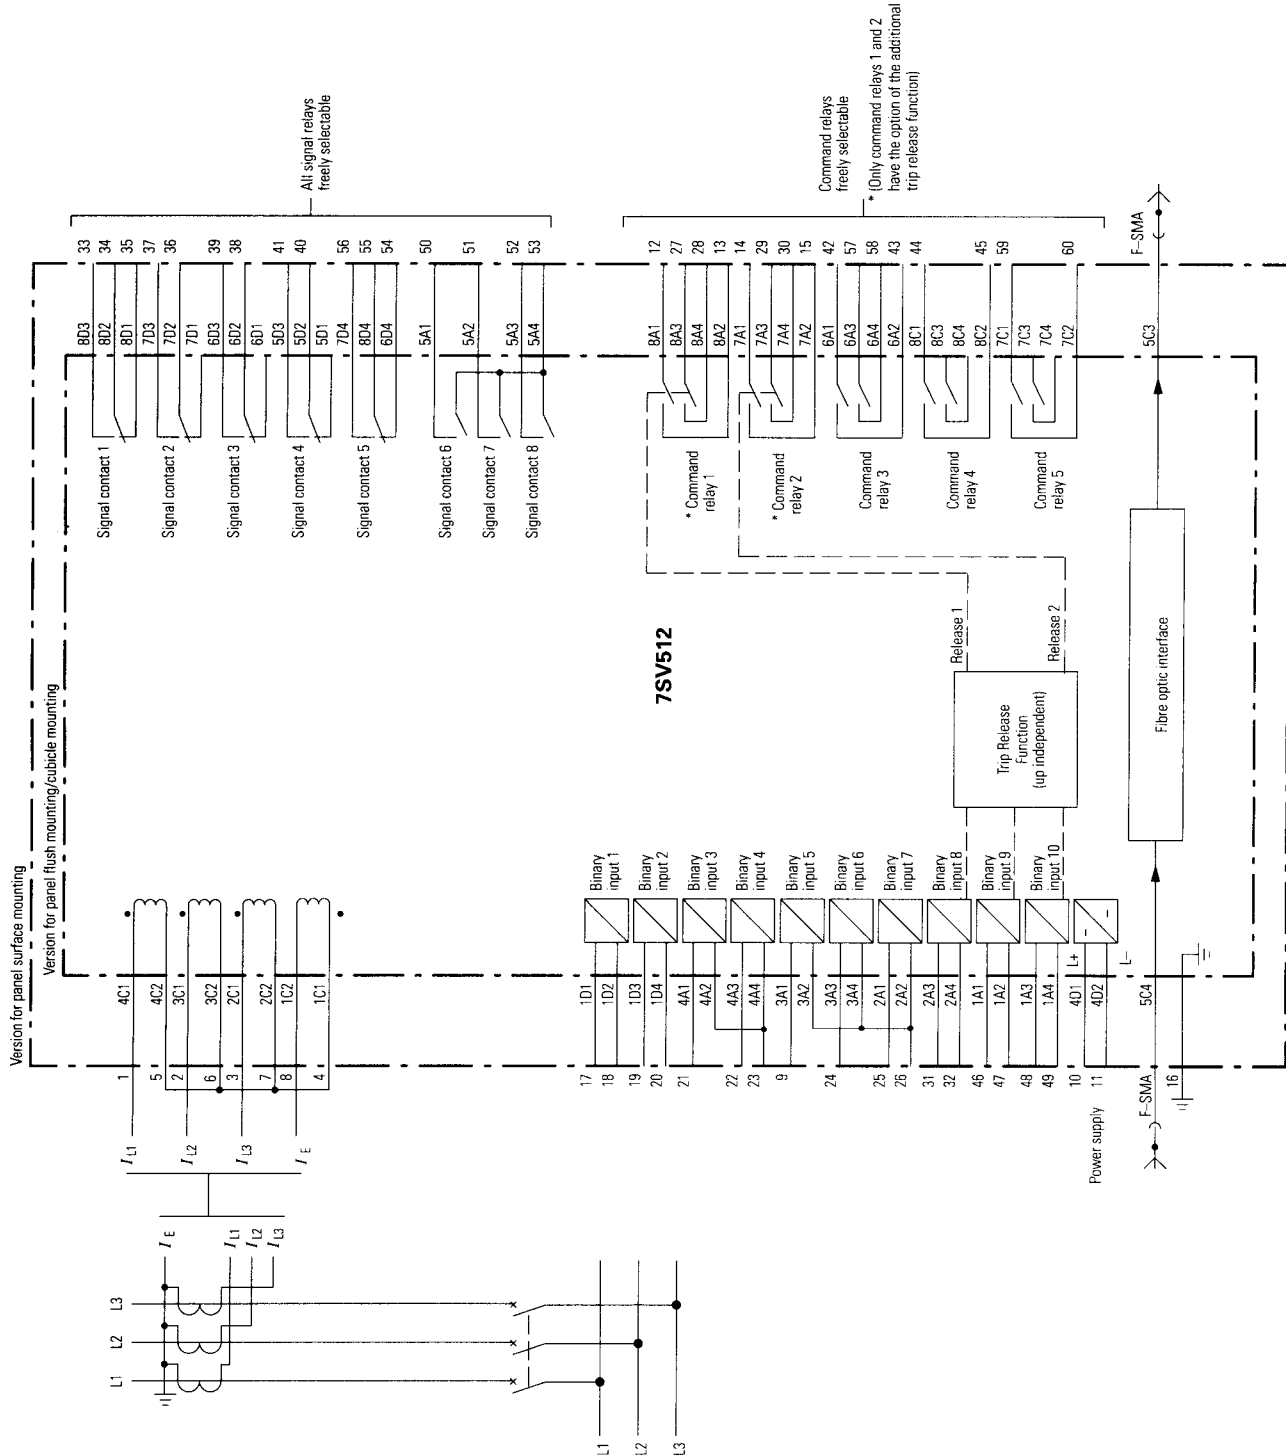 Version for panel surface mounting
Version for panel flush mounting/cubicle mounting
All signal relays
freely selectable
33
34
35
37
36
39
38
41
40
56
55
54
50
51
52
53
8D3
8D2
8D1
7D3
7D2
7D1
6D3
6D2
6D1
5D3
5D2
5D1
7D4
8D4
6D4
5A1
5A2
5A3
5A4
Signal contact 1
Signal contact 2
Signal contact 3
Signal contact 4
Signal contact 5
Signal contact 6
Signal contact 7
Signal contact 8
Command relays
freely selectable
* (Only command relays 1 and 2
have the option of the additional
trip release function)
12
27
28
13
14
29
30
15
42
57
58
43
44
45
59
60
8A1
8A3
8A4
8A2
7A1
7A3
7A4
7A2
6A1
6A3
6A4
6A2
8C1
8C3
8C4
8C2
7C1
7C3
7C4
7C2
* Command
relay 1
* Command
relay 2
Command
relay 3
Command
relay 4
Command
relay 5
F-SMA
5C3
7SV512
Release 1
Release 2
Trip Release
Function
(up independent)
Fibre optic interface
4C1
4C2
3C1
3C2
2C1
2C2
1C2
1C1
1
5
2
6
3
7
8
4
I L1
I L2
I L3
I E
Binary
input 1
Binary
input 2
Binary
input 3
Binary
input 4
Binary
input 5
Binary
input 6
Binary
input 7
Binary
input 8
Binary
input 9
Binary
input 10
1D1
1D2
1D3
1D4
4A1
4A2
4A3
4A4
3A1
3A2
3A3
3A4
2A1
2A2
2A3
2A4
1A1
1A2
1A3
1A4
L+
4D1
4D2
L-
5C4
17
18
19
20
21
22
23
9
24
25
26
31
32
46
47
48
49
10
11
16
Power supply
F-SMA
I E
I L1
I L2
I L3
L3
L2
L1
L1
L2
L3